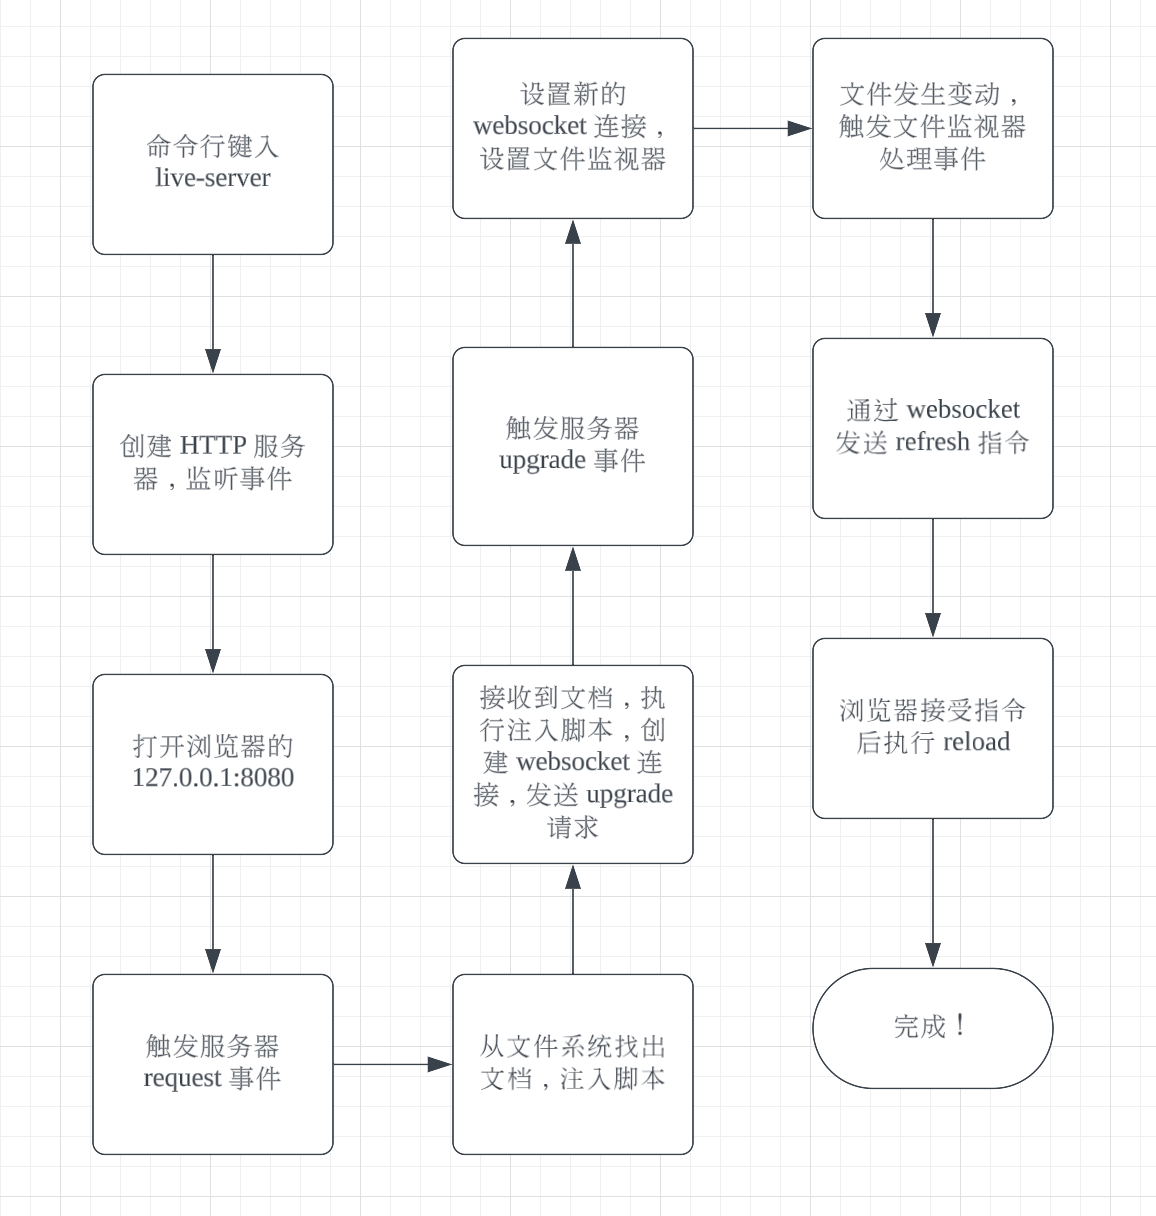 命令行键入
live-server
创建 HTTP 服务
器，监听事件
打开浏览器的
127.0.0.1:8080
触发服务器
request 事件
从文件系统找出
文档，注入脚本
接收到文档，执
行注入脚本，创
建 websocket 连
接，发送 upgrade
请求
触发服务器
upgrade 事件
设置新的
websocket 连接，
设置文件监视器
文件发生变动，
触发文件监视器
处理事件
通过 websocket
发送 refresh 指令
浏览器接受指令
后执行 reload
完成！